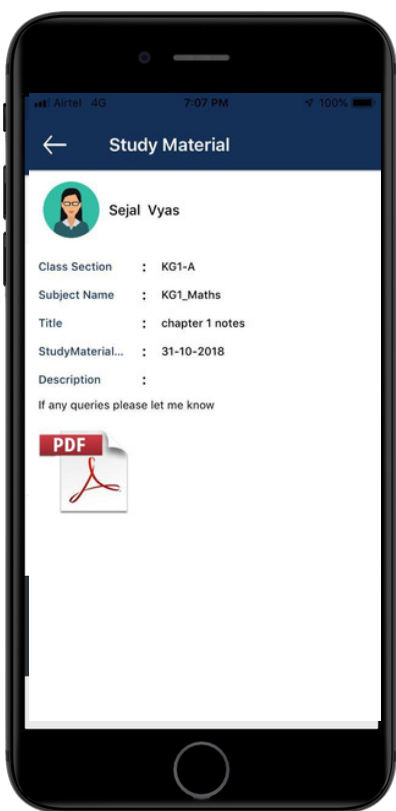 Airtel 4G 7:07 PM 100%
Study Material
Sejal Vyas
Class Section : KG1-A
Subject Name : KG1_Maths
Title : chapter 1 notes
StudyMaterial... : 31-10-2018
Description :
If any queries please let me know
PDF